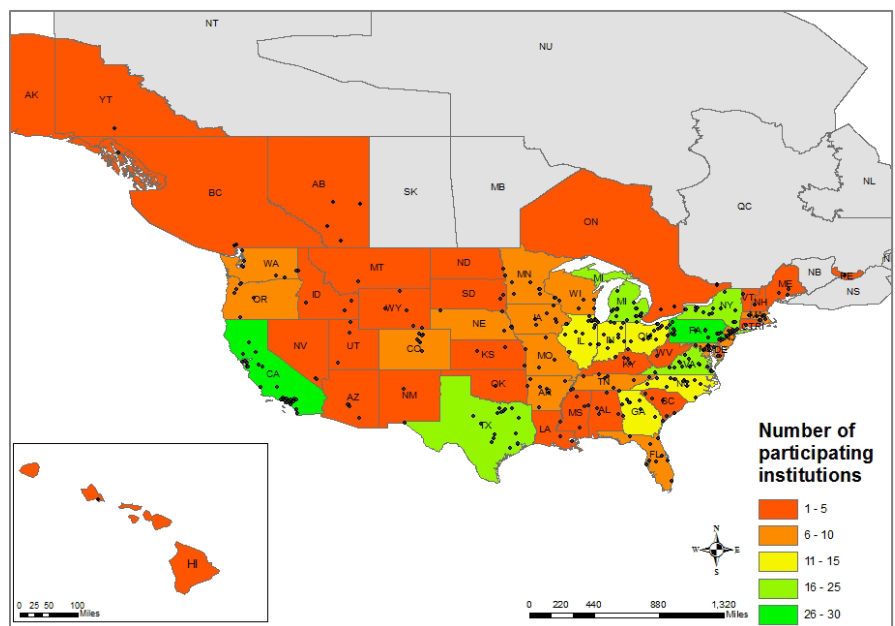 NT
NU
AK
YT
BC
AB
SK
MB
ON
QC
NL
PE
NB
NS
N
WA
MT
ND
MN
MI
ME
VT
NH
OR
ID
WY
SD
WI
MI
NY
NE
IA
PA
NV
UT
CO
IL
IN
OH
CA
KS
MO
KY
WV
VA
DE
AZ
NM
OK
AR
TN
NC
SC
TX
LA
MS
AL
GA
FL
HI
0 25 50 100
Miles
Number of
participating
institutions
1 - 5
6 - 10
11 - 15
16 - 25
26 - 30
N
W E
S
0 220 440 880 1,320
Miles